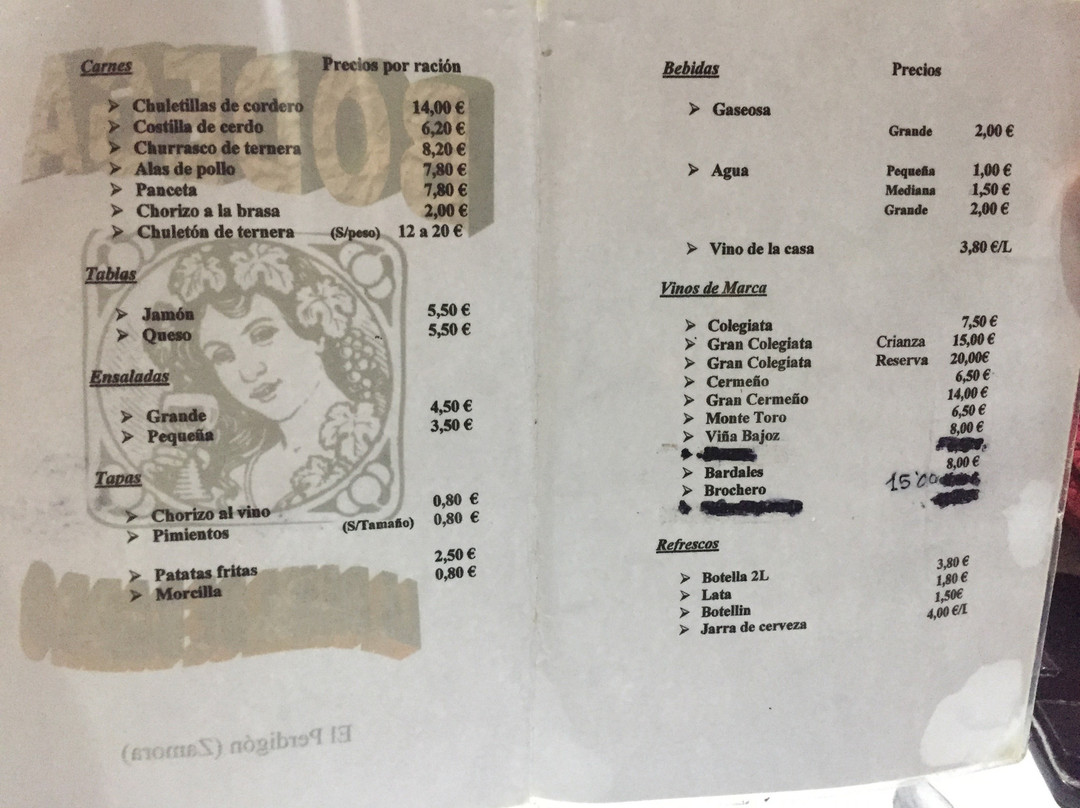 BODEGA
Carnes Precios por ración
➢ Chuletillas de cordero 14,00 €
➢ Costilla de cerdo 6,20 €
➢ Churrasco de ternera 8,20 €
➢ Alas de pollo 7,80 €
➢ Panceta 7,80 €
➢ Chorizo a la brasa 2,00 €
➢ Chuletón de ternera (S/peso) 12 a 20 €
Tablas
➢ Jamón 5,50 €
➢ Queso 5,50 €
Ensaladas
➢ Grande 4,50 €
➢ Pequeña 3,50 €
Tapas
➢ Chorizo al vino 0,80 €
➢ Pimientos (S/Tamaño) 0,80 €
➢ Patatas fritas 2,50 €
➢ Morcilla 0,80 €
El Perdigón (Zamora)
Bebidas Precios
➢ Gaseosa
Grande 2,00 €
➢ Agua Pequeña 1,00 €
Mediana 1,50 €
Grande 2,00 €
➢ Vino de la casa 3,80 €/L
Vinos de Marca
➢ Colegiata 7,50 €
➢ Gran Colegiata Crianza 15,00 €
➢ Gran Colegiata Reserva 20,00€
➢ Cermeño 6,50 €
➢ Gran Cermeño 14,00 €
➢ Monte Toro 6,50 €
➢ Viña Bajoz 8,00 €
➢ Bardales 8,00 €
➢ Brochero 15'00
Refrescos
➢ Botella 2L 3,80 €
➢ Lata 1,80 €
➢ Botellin 1,50€
➢ Jarra de cerveza 4,00 €/L